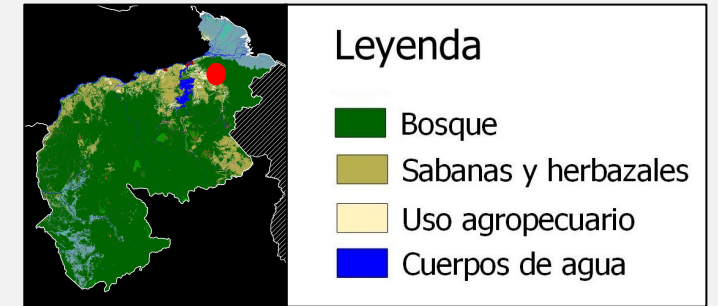 Leyenda
Bosque
Sabanas y herbazales
Uso agropecuario
Cuerpos de agua